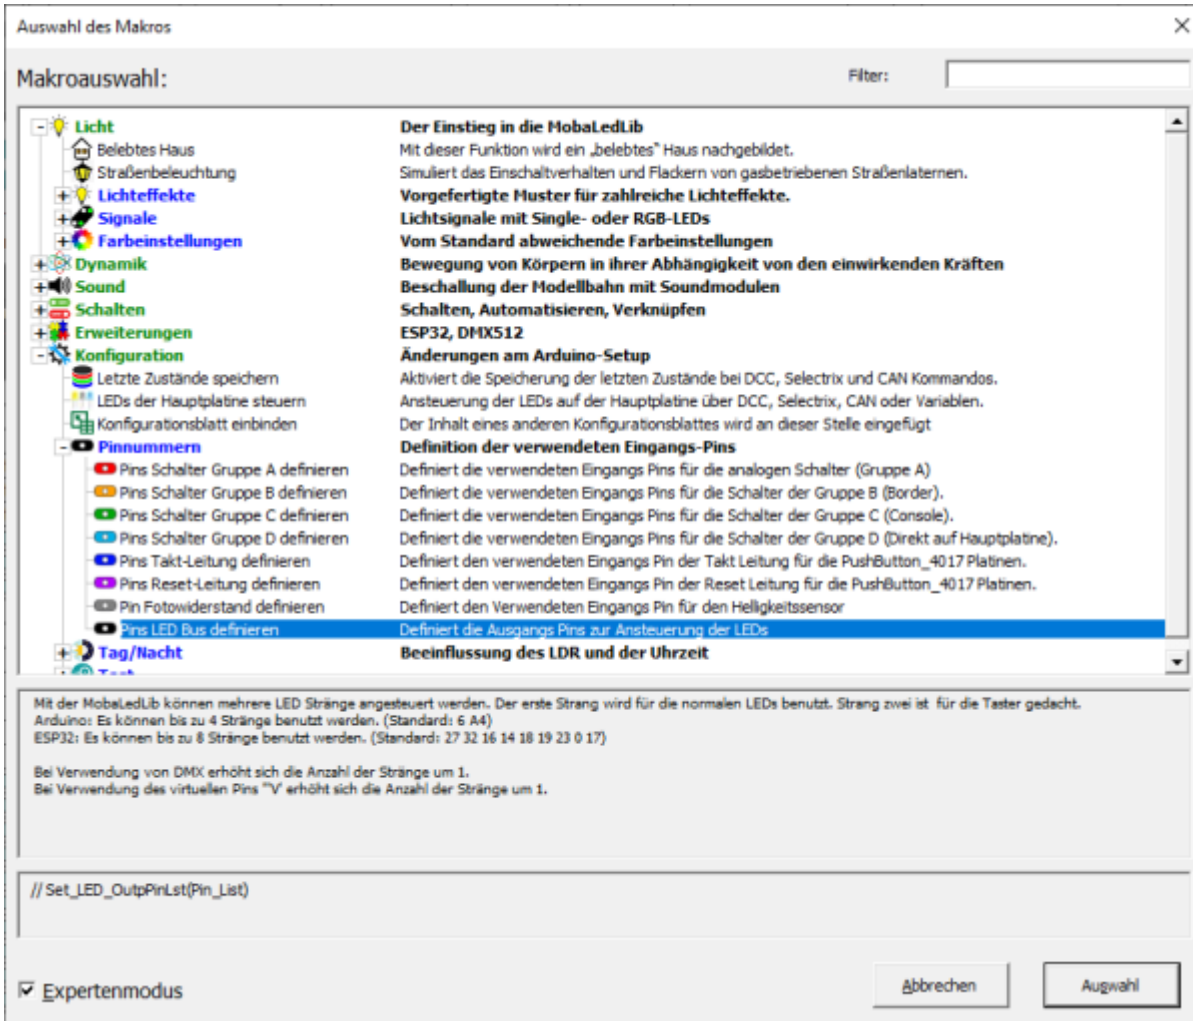 Auswahl des Makros
Makroauswahl:
Filter:
Licht Der Einstieg in die MobaLedLib
Belebtes Haus Mit dieser Funktion wird ein „belebtes" Haus nachgebildet.
Straßenbeleuchtung Simuliert das Einschaltverhalten und Flackern von gasbetriebenen Straßenlaternen.
Lichteffekte Vorgefertigte Muster für zahlreiche Lichteffekte.
Signale Lichtsignale mit Single- oder RGB-LEDs
Farbeinstellungen Vom Standard abweichende Farbeinstellungen
Dynamik Bewegung von Körpern in ihrer Abhängigkeit von den einwirkenden Kräften
Sound Beschallung der Modellbahn mit Soundmodulen
Schalten Schalten, Automatisieren, Verknüpfen
Erweiterungen ESP32, DMX512
Konfiguration Änderungen am Arduino-Setup
Letzte Zustände speichern Aktiviert die Speicherung der letzten Zustände bei DCC, Selectrix und CAN Kommandos.
LEDs der Hauptplatine steuern Ansteuerung der LEDs auf der Hauptplatine über DCC, Selectrix, CAN oder Variablen.
Konfigurationsblatt einbinden Der Inhalt eines anderen Konfigurationsblattes wird an dieser Stelle eingefügt
Pinnummern Definition der verwendeten Eingangs-Pins
Pins Schalter Gruppe A definieren Definiert die verwendeten Eingangs Pins für die analogen Schalter (Gruppe A)
Pins Schalter Gruppe B definieren Definiert die verwendeten Eingangs Pins für die Schalter der Gruppe B (Border).
Pins Schalter Gruppe C definieren Definiert die verwendeten Eingangs Pins für die Schalter der Gruppe C (Console).
Pins Schalter Gruppe D definieren Definiert die verwendeten Eingangs Pins für die Schalter der Gruppe D (Direkt auf Hauptplatine).
Pins Takt-Leitung definieren Definiert den verwendeten Eingangs Pin der Takt Leitung für die PushButton_4017 Platinen.
Pins Reset-Leitung definieren Definiert den verwendeten Eingangs Pin der Reset Leitung für die PushButton_4017 Platinen.
Pin Fotowiderstand definieren Definiert den Verwendeten Eingangs Pin für den Helligkeitssensor
Pins LED Bus definieren Definiert die Ausgangs Pins zur Ansteuerung der LEDs
Tag/Nacht Beeinflussung des LDR und der Uhrzeit
Mit der MobaLedLib können mehrere LED Stränge angesteuert werden. Der erste Strang wird für die normalen LEDs benutzt. Strang zwei ist für die Taster gedacht.
Arduino: Es können bis zu 4 Stränge benutzt werden. (Standard: 6 A4)
ESP32: Es können bis zu 8 Stränge benutzt werden. (Standard: 27 32 16 14 18 19 23 0 17)
Bei Verwendung von DMX erhöht sich die Anzahl der Stränge um 1.
Bei Verwendung des virtuellen Pins "V' erhöht sich die Anzahl der Stränge um 1.
// Set_LED_OutpPinLst(Pin_List)
Expertenmodus
Abbrechen
Auswahl